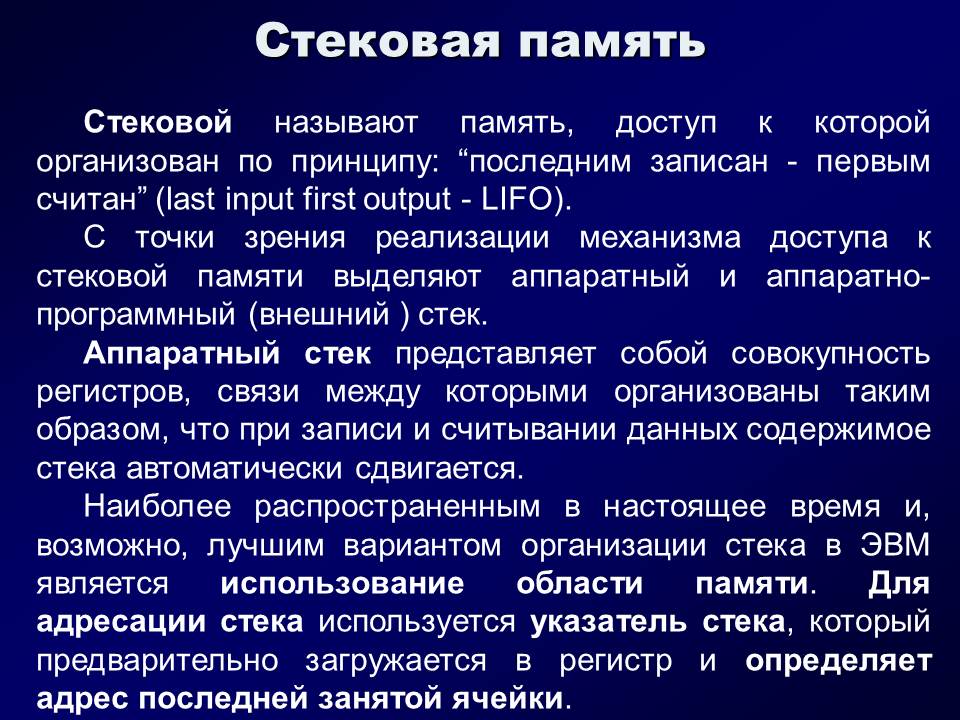 Стековая память
Стековой называют память, доступ к которой
организован по принципу: “последним записан - первым
считан” (last input first output - LIFO).
С точки зрения реализации механизма доступа к
стековой памяти выделяют аппаратный и аппаратно-
программный (внешний ) стек.
Аппаратный стек представляет собой совокупность
регистров, связи между которыми организованы таким
образом, что при записи и считывании данных содержимое
стека автоматически сдвигается.
Наиболее распространенным в настоящее время и,
возможно, лучшим вариантом организации стека в ЭВМ
является использование области памяти. Для
адресации стека используется указатель стека, который
предварительно загружается в регистр и определяет
адрес последней занятой ячейки.